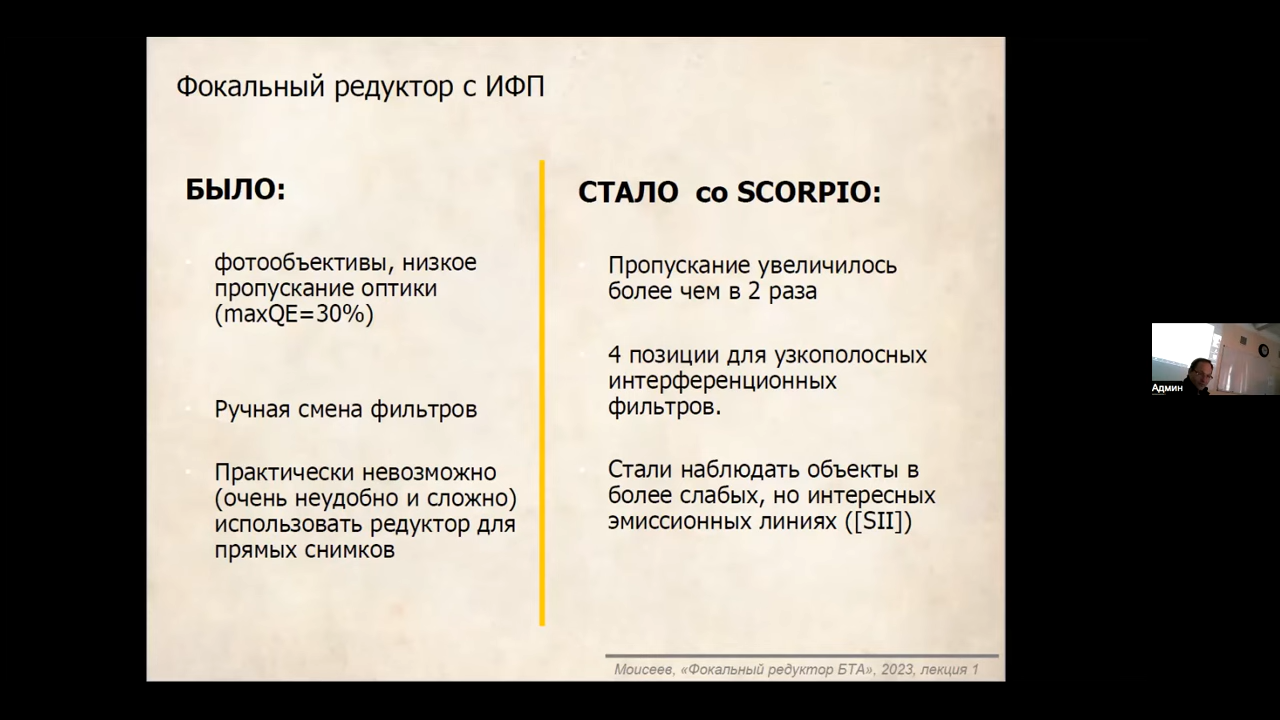 Фокальный редуктор с ИФП
БЫЛО:
фотообъективы, низкое
пропускание оптики
(maxQE=30%)
Ручная смена фильтров
Практически невозможно
(очень неудобно и сложно)
использовать редуктор для
прямых снимков
СТАЛО со SCORPIO:
Пропускание увеличилось
более чем в 2 раза
4 позиции для узкополосных
интерференционных
фильтров.
Стали наблюдать объекты в
более слабых, но интересных
эмиссионных линиях ([SII])
Моисеев, «Фокальный редуктор БТА», 2023, лекция 1
Админ